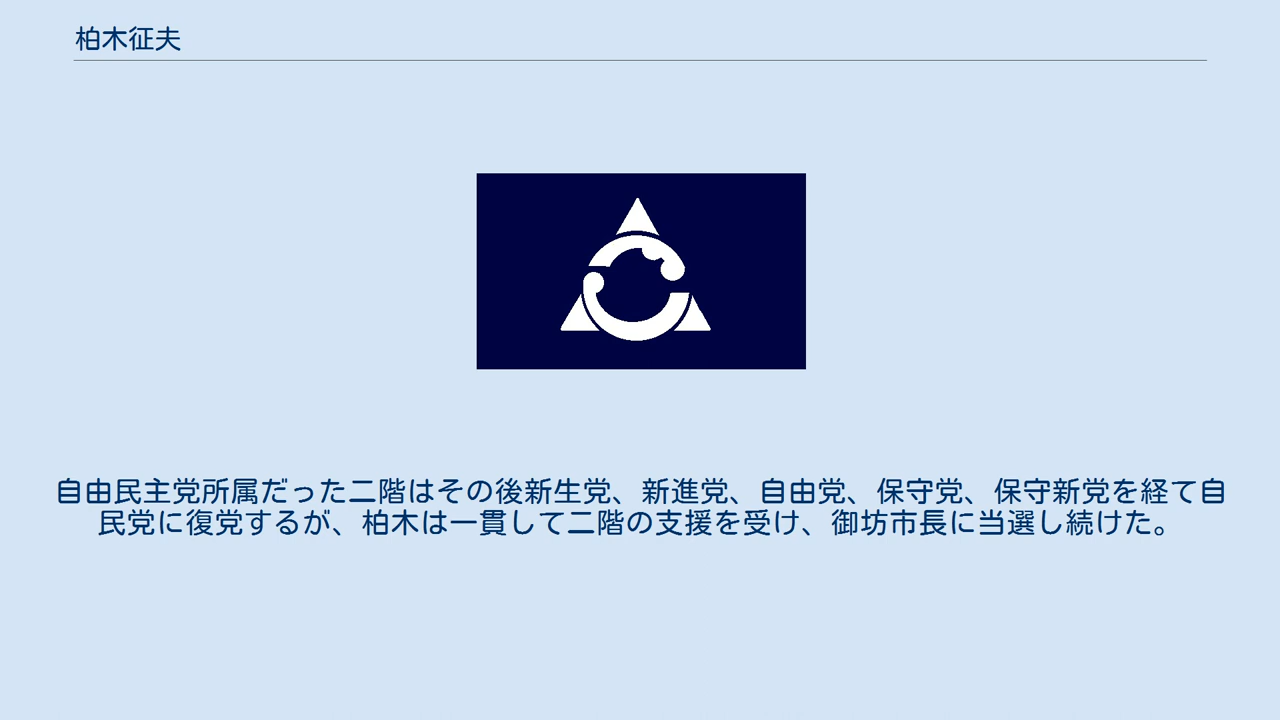 柏木征夫
自由民主党所属だった二階はその後新生党、新進党、自由党、保守党、保守新党を経て自
民党に復党するが、柏木は一貫して二階の支援を受け、御坊市長に当選し続けた。